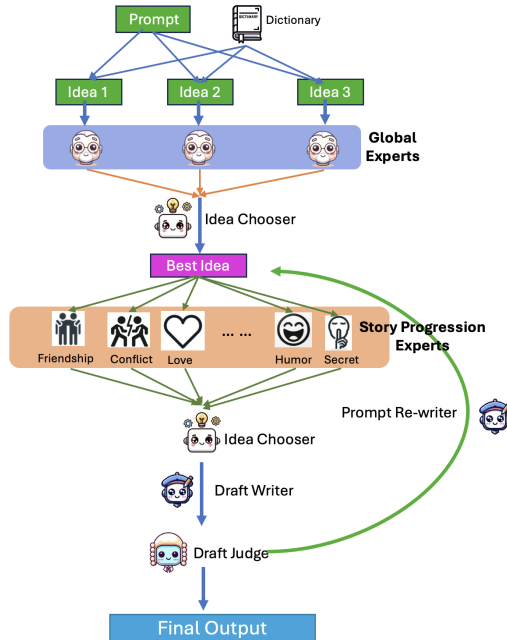 Prompt
Dictionary
DICTIONARY
Idea 1
Idea 2
Idea 3
Global
Experts
Idea Chooser
Best Idea
... ...
Story Progression
Experts
Friendship
Conflict
Love
Humor
Secret
Prompt Re-writer
Idea Chooser
Draft Writer
Draft Judge
Final Output